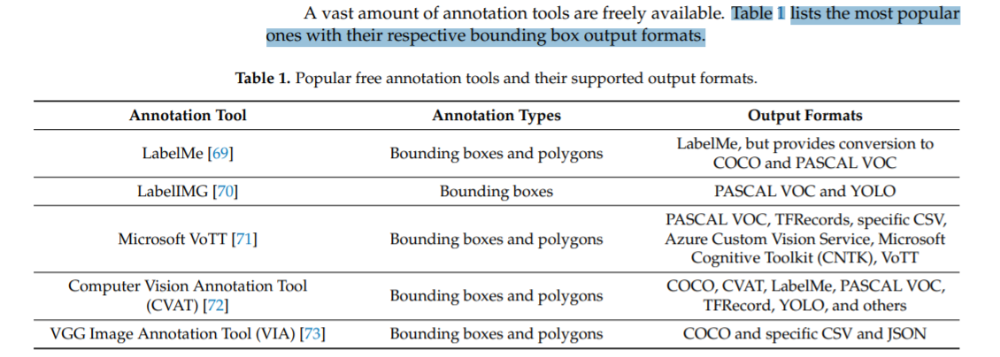 A vast amount of annotation tools are freely available. Table 1 lists the most popular
ones with their respective bounding box output formats.
Table 1. Popular free annotation tools and their supported output formats.
Annotation Tool Annotation Types Output Formats
LabelMe [69] Bounding boxes and polygons LabelMe, but provides conversion to
COCO and PASCAL VOC
LabelIMG [70] Bounding boxes PASCAL VOC and YOLO
Microsoft VoTT [71] Bounding boxes and polygons PASCAL VOC, TFRecords, specific CSV,
Azure Custom Vision Service, Microsoft
Cognitive Toolkit (CNTK), VoTT
Computer Vision Annotation Tool
(CVAT) [72] Bounding boxes and polygons COCO, CVAT, LabelMe, PASCAL VOC,
TFRecord, YOLO, and others
VGG Image Annotation Tool (VIA) [73] Bounding boxes and polygons COCO and specific CSV and JSON